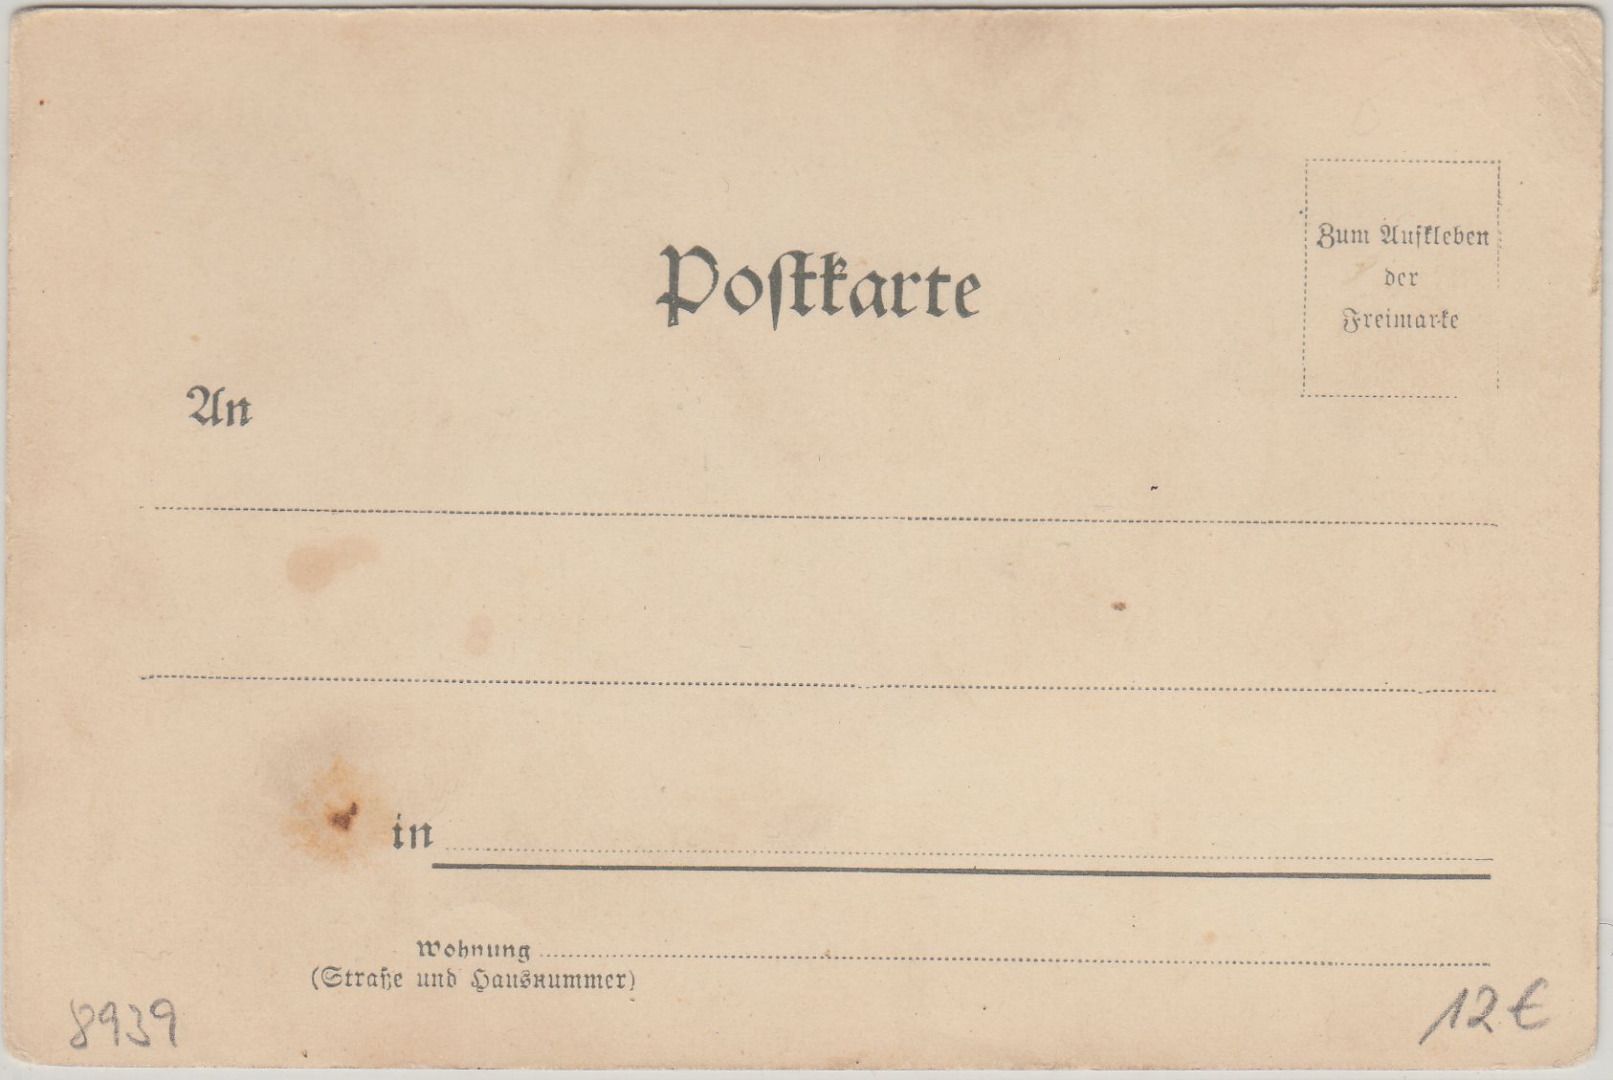 Postkarte
Zum Aufkleben
der
Freimarke
An
in
Wohnung
(Straße und Hausnummer)
8939
12€